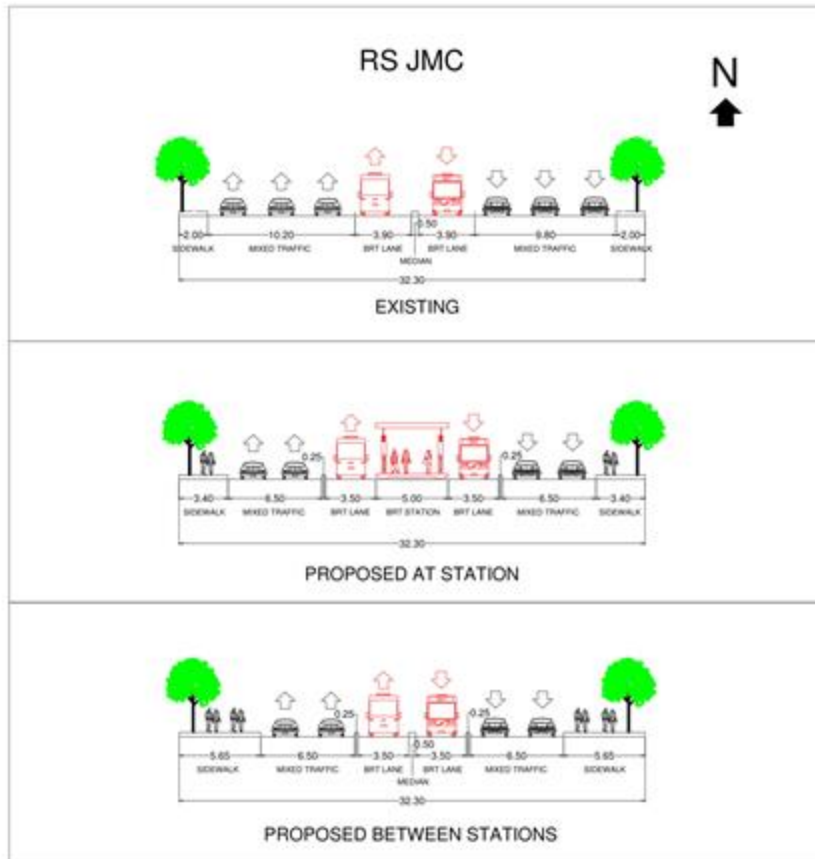 RS JMC
N
0.50
2.00 10.20 3.90 3.90 9.80 2.00
SIDEWALK MIXED TRAFFIC BRT LANE BRT LANE MIXED TRAFFIC SIDEWALK
MEDIAN
32.30
EXISTING
0.25 0.25
3.40 6.50 3.50 5.00 3.50 6.50 3.40
SIDEWALK MIXED TRAFFIC BRT LANE BRT STATION BRT LANE MIXED TRAFFIC SIDEWALK
32.30
PROPOSED AT STATION
0.25 0.25
0.50
5.65 6.50 3.50 3.50 6.50 5.65
SIDEWALK MIXED TRAFFIC BRT LANE BRT LANE MIXED TRAFFIC SIDEWALK
MEDIAN
32.30
PROPOSED BETWEEN STATIONS